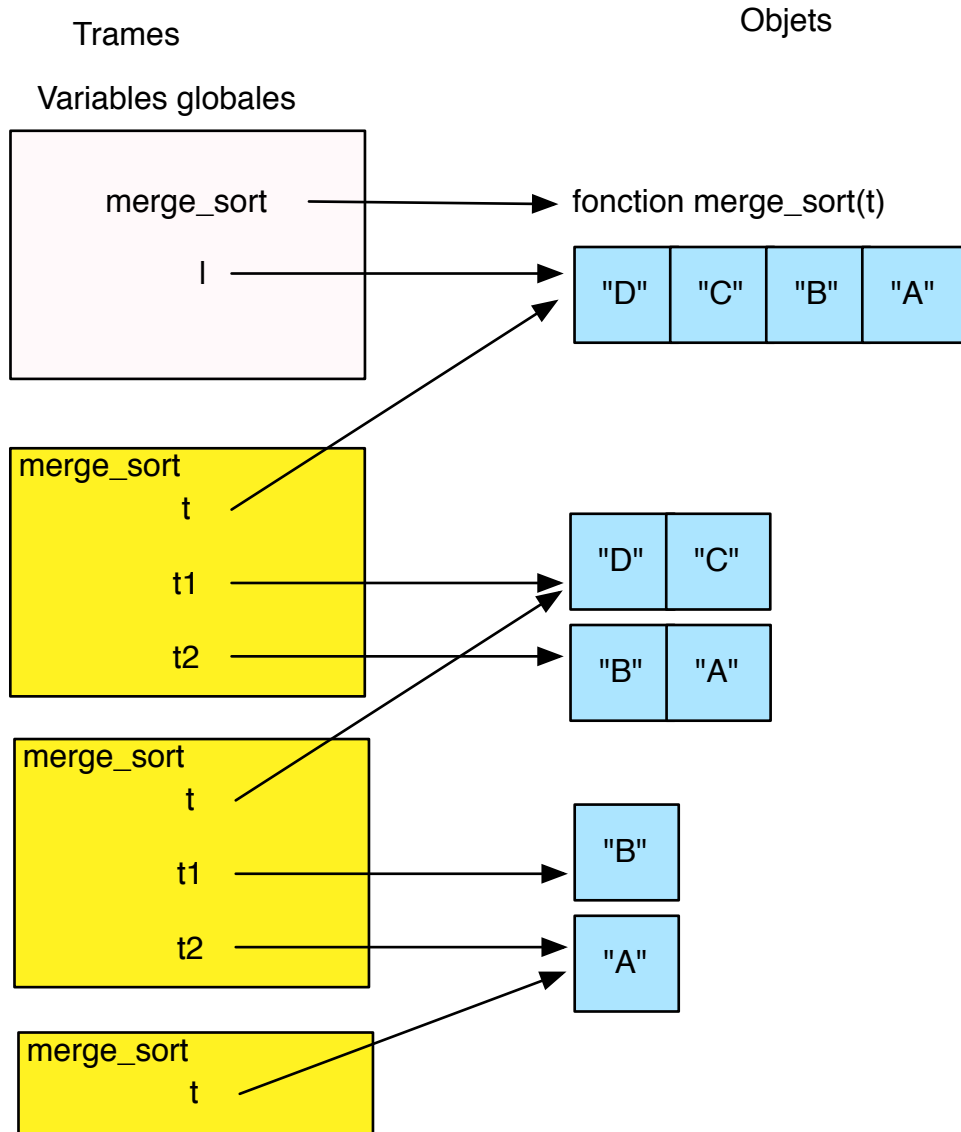 Trames
Objets
Variables globales
merge_sort
fonction merge_sort(t)
l
"D" "C" "B" "A"
merge_sort
t
t1
"D" "C"
t2
"B" "A"
merge_sort
t
t1
"B"
t2
"A"
merge_sort
t